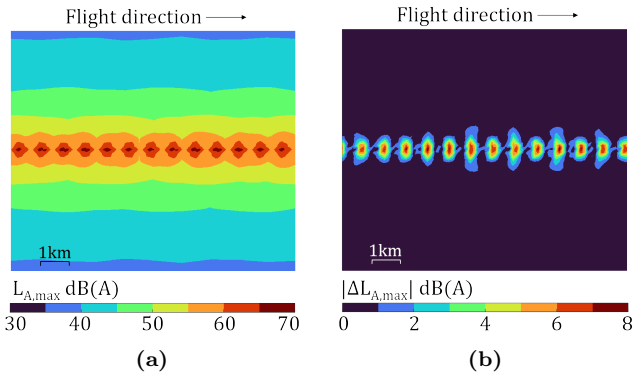 Flight direction
1km
L_A,max dB(A)
30 40 50 60 70
(a)
Flight direction
1km
|ΔL_A,max| dB(A)
0 2 4 6 8
(b)